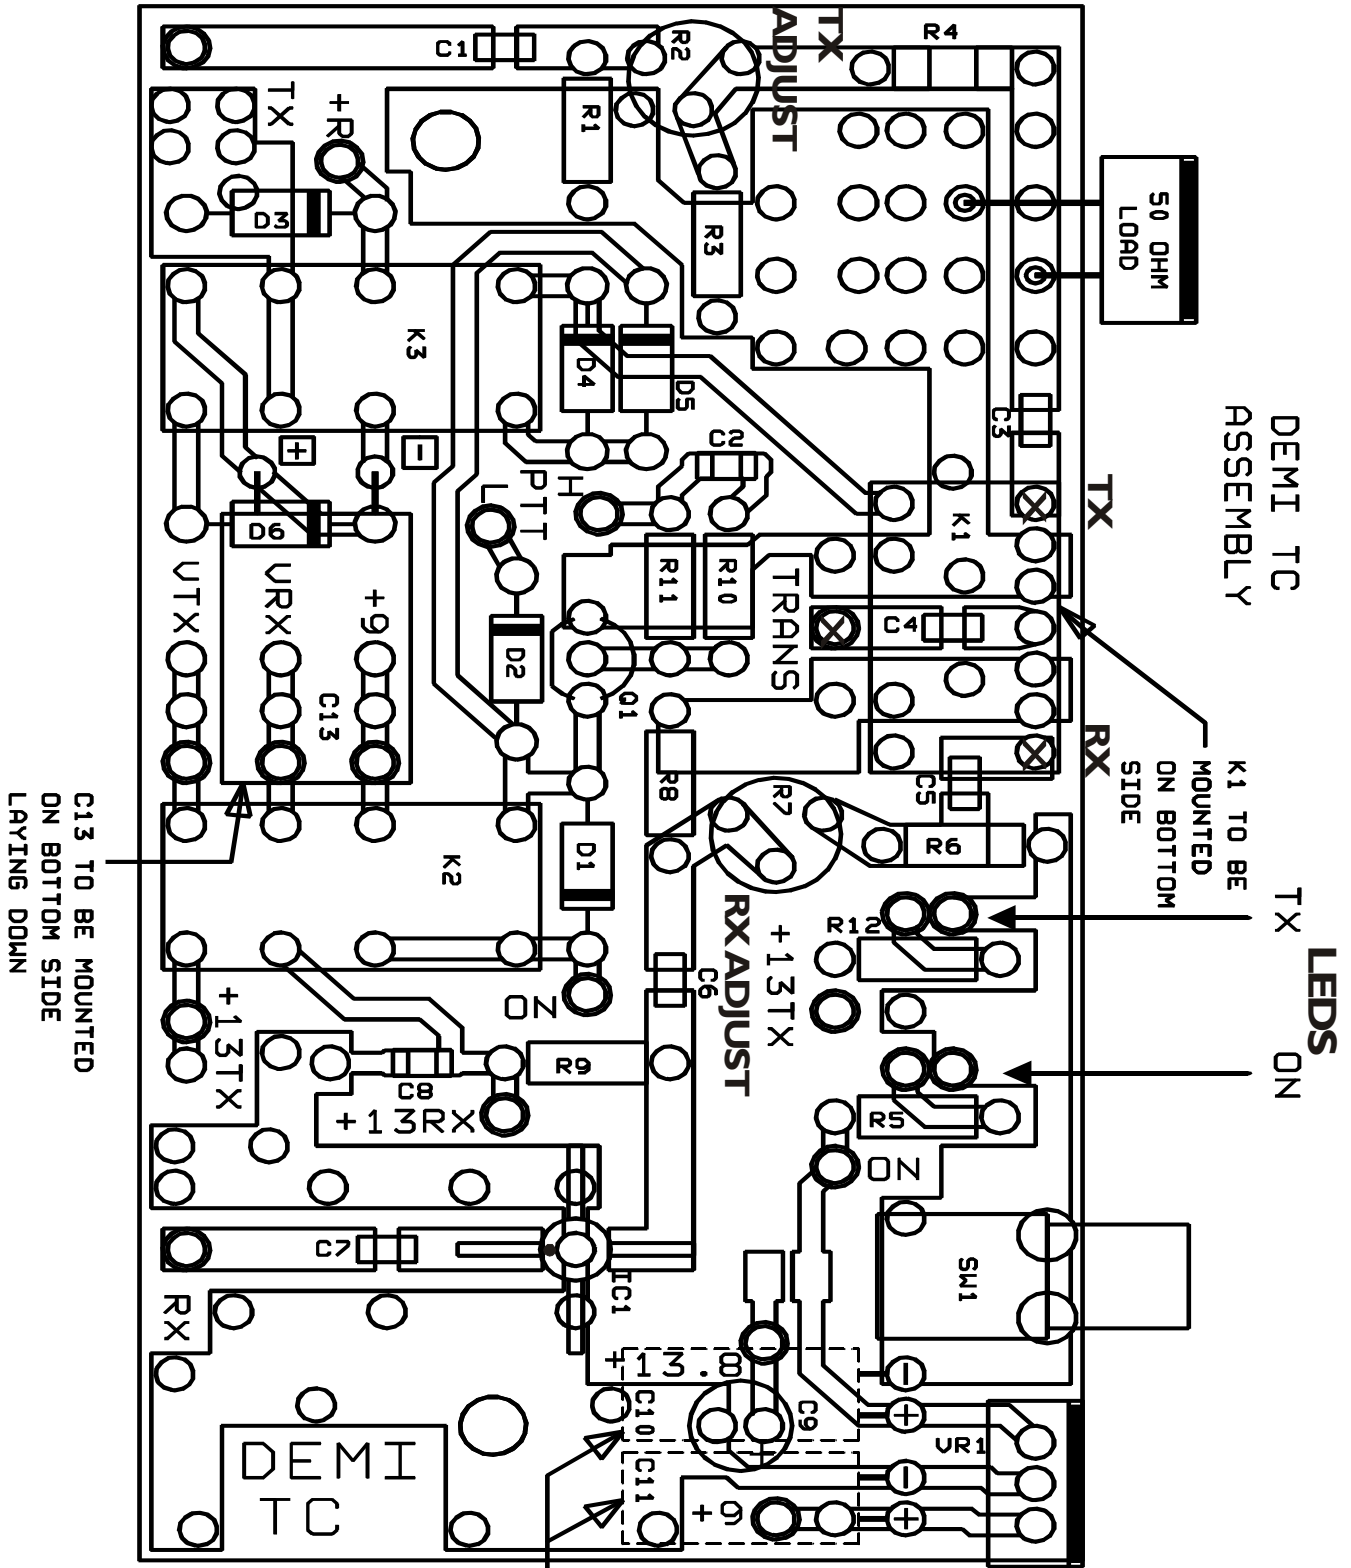 DEMI TC
ASSEMBLY
50 OHM
LOAD
TX
ADJUST
R4
C1
R2
R1
TX
+R
D3
R3
K3
D4
D5
C3
C2
TX
K1
+
-
H
PTT
L
D6
R11
R10
TRANS
C4
VTX
VRX
+9
D2
C13
Q1
RX
K1 TO BE
MOUNTED
ON BOTTOM
SIDE
C5
R8
R7
R6
D1
K2
C13 TO BE MOUNTED
ON BOTTOM SIDE
LAYING DOWN
LEDS
TX
ON
R12
+13TX
RX ADJUST
C6
ON
+13TX
C8
R9
+13RX
R5
ON
SW1
C7
IC1
RX
+13.8
C10
C9
-
+
VR1
C11
+9
-
+
+
DEMI
TC